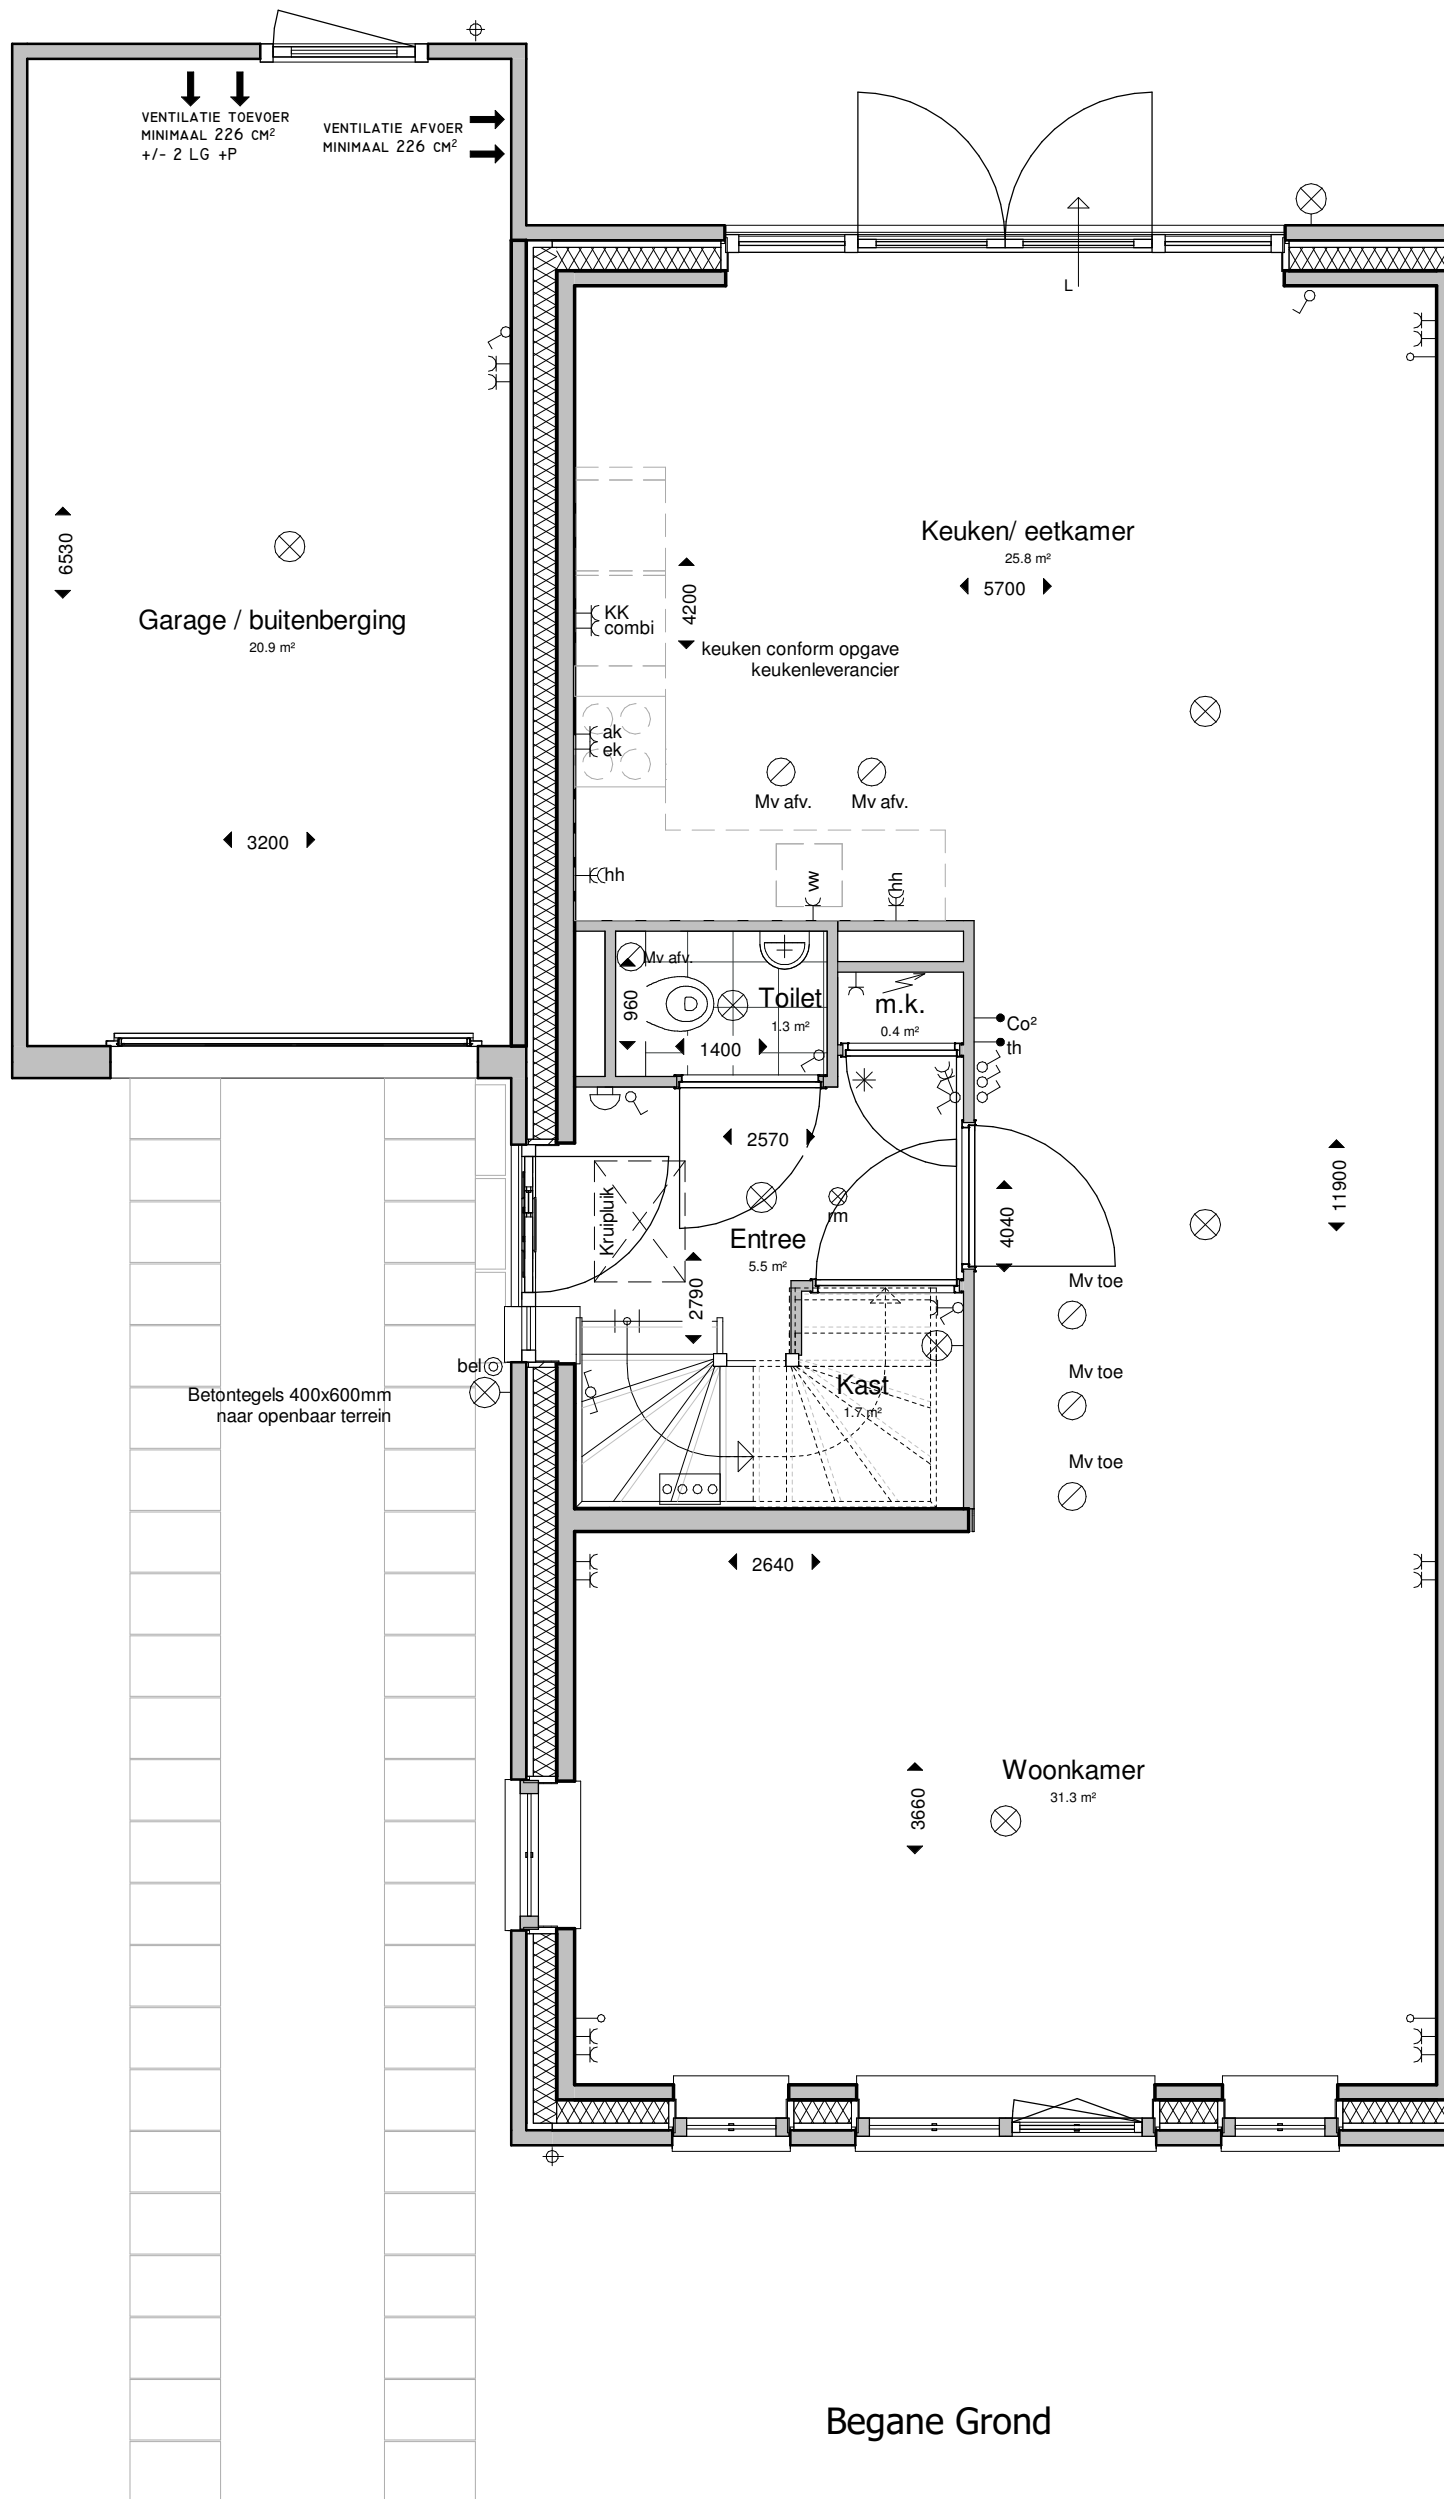 VENTILATIE TOEVOER
MINIMAAL 226 CM²
+/- 2 LG +P
VENTILATIE AFVOER
MINIMAAL 226 CM²
L
6530
Garage / buitenberging
20.9 m²
3200
Keuken/ eetkamer
25.8 m²
5700
4200
KK
combi
keuken conform opgave
keukenleverancier
ak
ek
Mv afv.
Mv afv.
hh
vw
hh
Mv afv.
960
Toilet
1.3 m²
1400
m.k.
0.4 m²
Co²
th
2570
Kruipluik
rm
Entree
5.5 m²
4040
11900
2790
Mv toe
bel
Betontegels 400x600mm
naar openbaar terrein
Kast
1.7 m²
Mv toe
Mv toe
2640
Woonkamer
31.3 m²
3660
Begane Grond